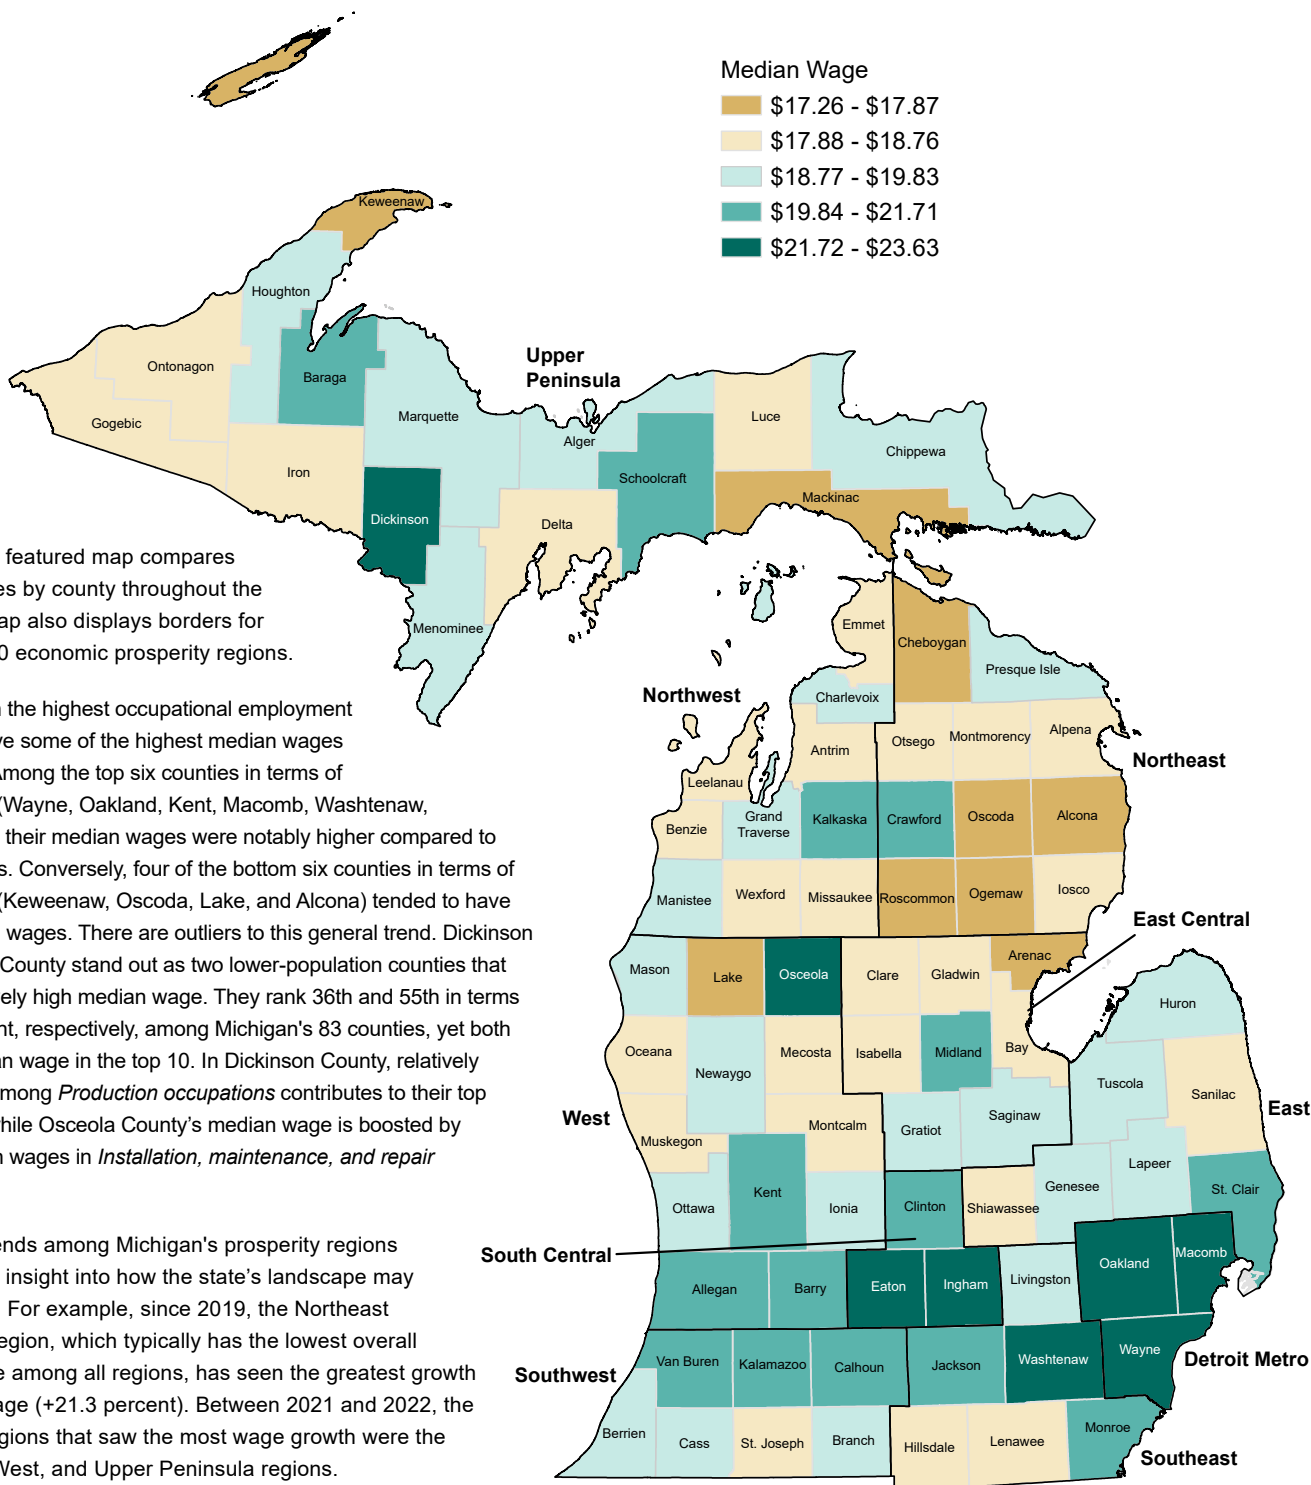 Median Wage
$17.26 - $17.87
$17.88 - $18.76
$18.77 - $19.83
$19.84 - $21.71
$21.72 - $23.63
Keweenaw
Houghton
Ontonagon
Baraga
Gogebic
Marquette
Upper
Peninsula
Alger
Luce
Chippewa
Iron
Schoolcraft
Mackinac
Dickinson
Delta
Menominee
featured map compares
es by county throughout the
ap also displays borders for
0 economic prosperity regions.
n the highest occupational employment
ve some of the highest median wages
Among the top six counties in terms of
(Wayne, Oakland, Kent, Macomb, Washtenaw,
their median wages were notably higher compared to
s. Conversely, four of the bottom six counties in terms of
(Keweenaw, Oscoda, Lake, and Alcona) tended to have
wages. There are outliers to this general trend. Dickinson
County stand out as two lower-population counties that
ely high median wage. They rank 36th and 55th in terms
nt, respectively, among Michigan's 83 counties, yet both
an wage in the top 10. In Dickinson County, relatively
among Production occupations contributes to their top
while Osceola County’s median wage is boosted by
n wages in Installation, maintenance, and repair
ends among Michigan's prosperity regions
insight into how the state’s landscape may
For example, since 2019, the Northeast
egion, which typically has the lowest overall
e among all regions, has seen the greatest growth
age (+21.3 percent). Between 2021 and 2022, the
gions that saw the most wage growth were the
West, and Upper Peninsula regions.
Emmet
Cheboygan
Presque Isle
Northwest
Charlevoix
Antrim
Otsego
Montmorency
Alpena
Northeast
Leelanau
Benzie
Grand
Traverse
Kalkaska
Crawford
Oscoda
Alcona
Manistee
Wexford
Missaukee
Roscommon
Ogemaw
Iosco
East Central
Mason
Lake
Osceola
Clare
Gladwin
Arenac
Huron
Oceana
Newaygo
Mecosta
Isabella
Midland
Bay
Tuscola
Sanilac
East
West
Muskegon
Montcalm
Gratiot
Saginaw
Lapeer
Ottawa
Kent
Ionia
Clinton
Shiawassee
Genesee
St. Clair
South Central
Allegan
Barry
Eaton
Ingham
Livingston
Oakland
Macomb
Southwest
Van Buren
Kalamazoo
Calhoun
Jackson
Washtenaw
Wayne
Detroit Metro
Berrien
Cass
St. Joseph
Branch
Hillsdale
Lenawee
Monroe
Southeast